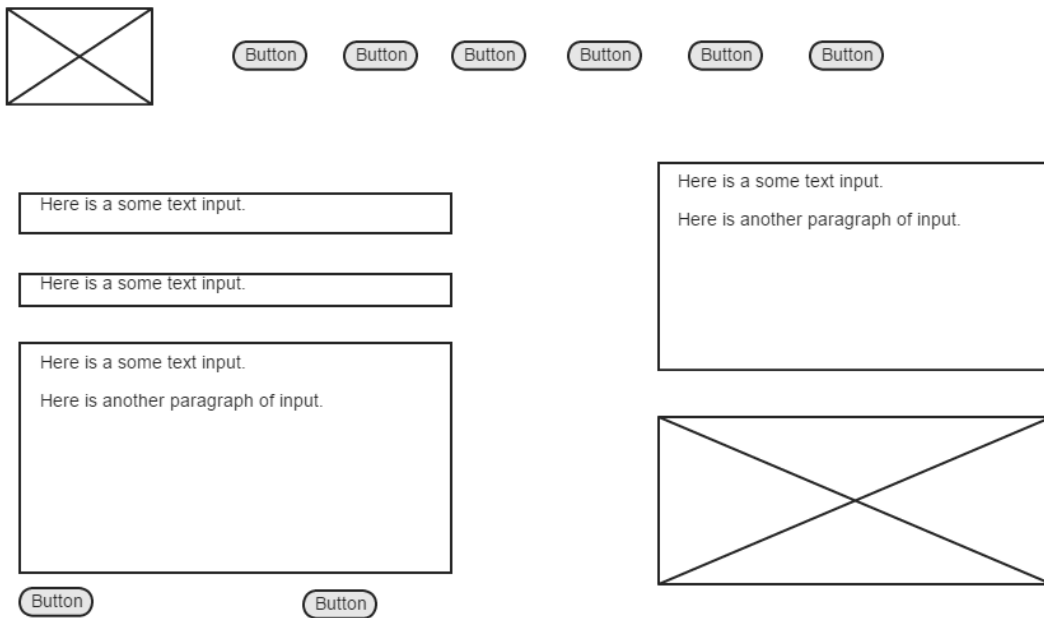 Button Button Button Button Button Button
Here is a some text input.
Here is a some text input.
Here is a some text input.
Here is another paragraph of input.
Button Button
Here is a some text input.
Here is another paragraph of input.